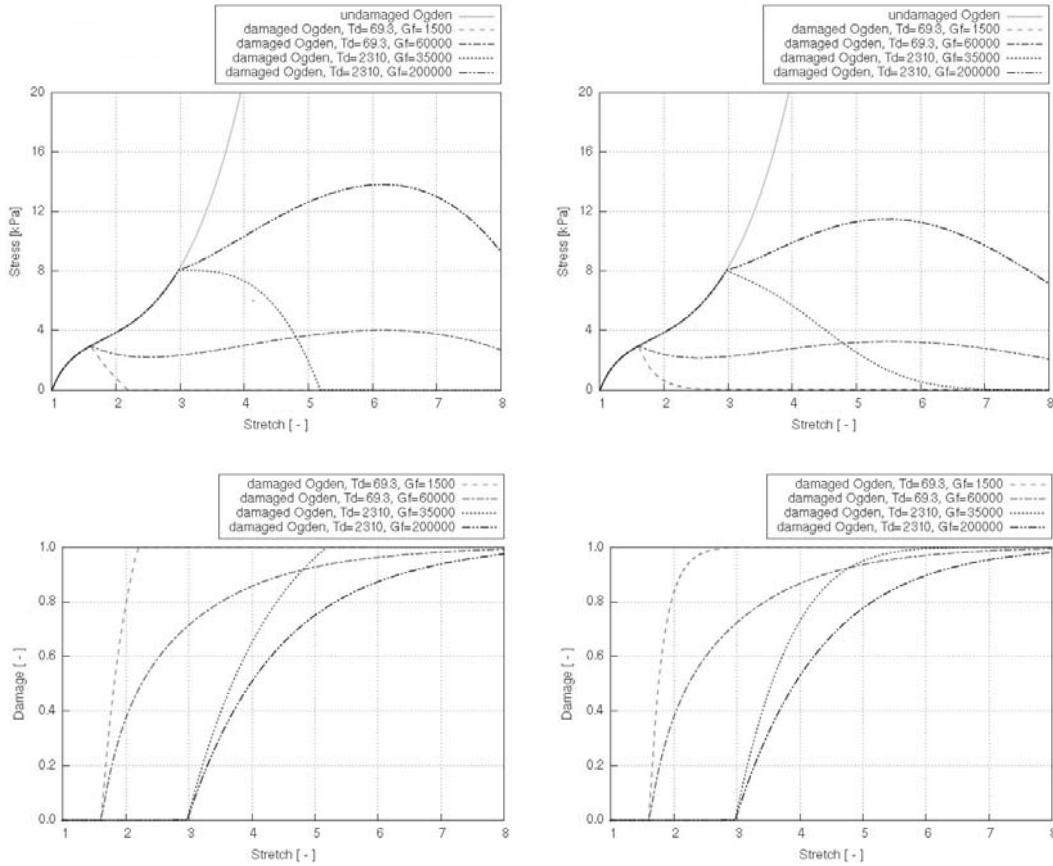 undamaged Ogden
damaged Ogden, Td=69.3, Gf=1500
damaged Ogden, Td=69.3, Gf=60000
damaged Ogden, Td=2310, Gf=35000
damaged Ogden, Td=2310, Gf=200000
20
16
12
8
4
0
Stress [kPa]
1 2 3 4 5 6 7 8
Stretch [ - ]
undamaged Ogden
damaged Ogden, Td=69.3, Gf=1500
damaged Ogden, Td=69.3, Gf=60000
damaged Ogden, Td=2310, Gf=35000
damaged Ogden, Td=2310, Gf=200000
20
16
12
8
4
0
Stress [kPa]
1 2 3 4 5 6 7 8
Stretch [ - ]
damaged Ogden, Td=69.3, Gf=1500
damaged Ogden, Td=69.3, Gf=60000
damaged Ogden, Td=2310, Gf=35000
damaged Ogden, Td=2310, Gf=200000
1.0
0.8
0.6
0.4
0.2
0.0
Damage [ - ]
1 2 3 4 5 6 7 8
Stretch [ - ]
damaged Ogden, Td=69.3, Gf=1500
damaged Ogden, Td=69.3, Gf=60000
damaged Ogden, Td=2310, Gf=35000
damaged Ogden, Td=2310, Gf=200000
1.0
0.8
0.6
0.4
0.2
0.0
Damage [ - ]
1 2 3 4 5 6 7 8
Stretch [ - ]